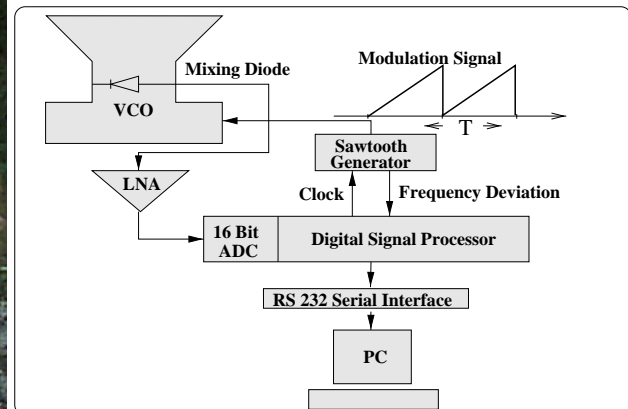 Modulation Signal
Mixing Diode
VCO
T
Sawtooth
Generator
LNA
Clock
Frequency Deviation
16 Bit
ADC
Digital Signal Processor
RS 232 Serial Interface
PC